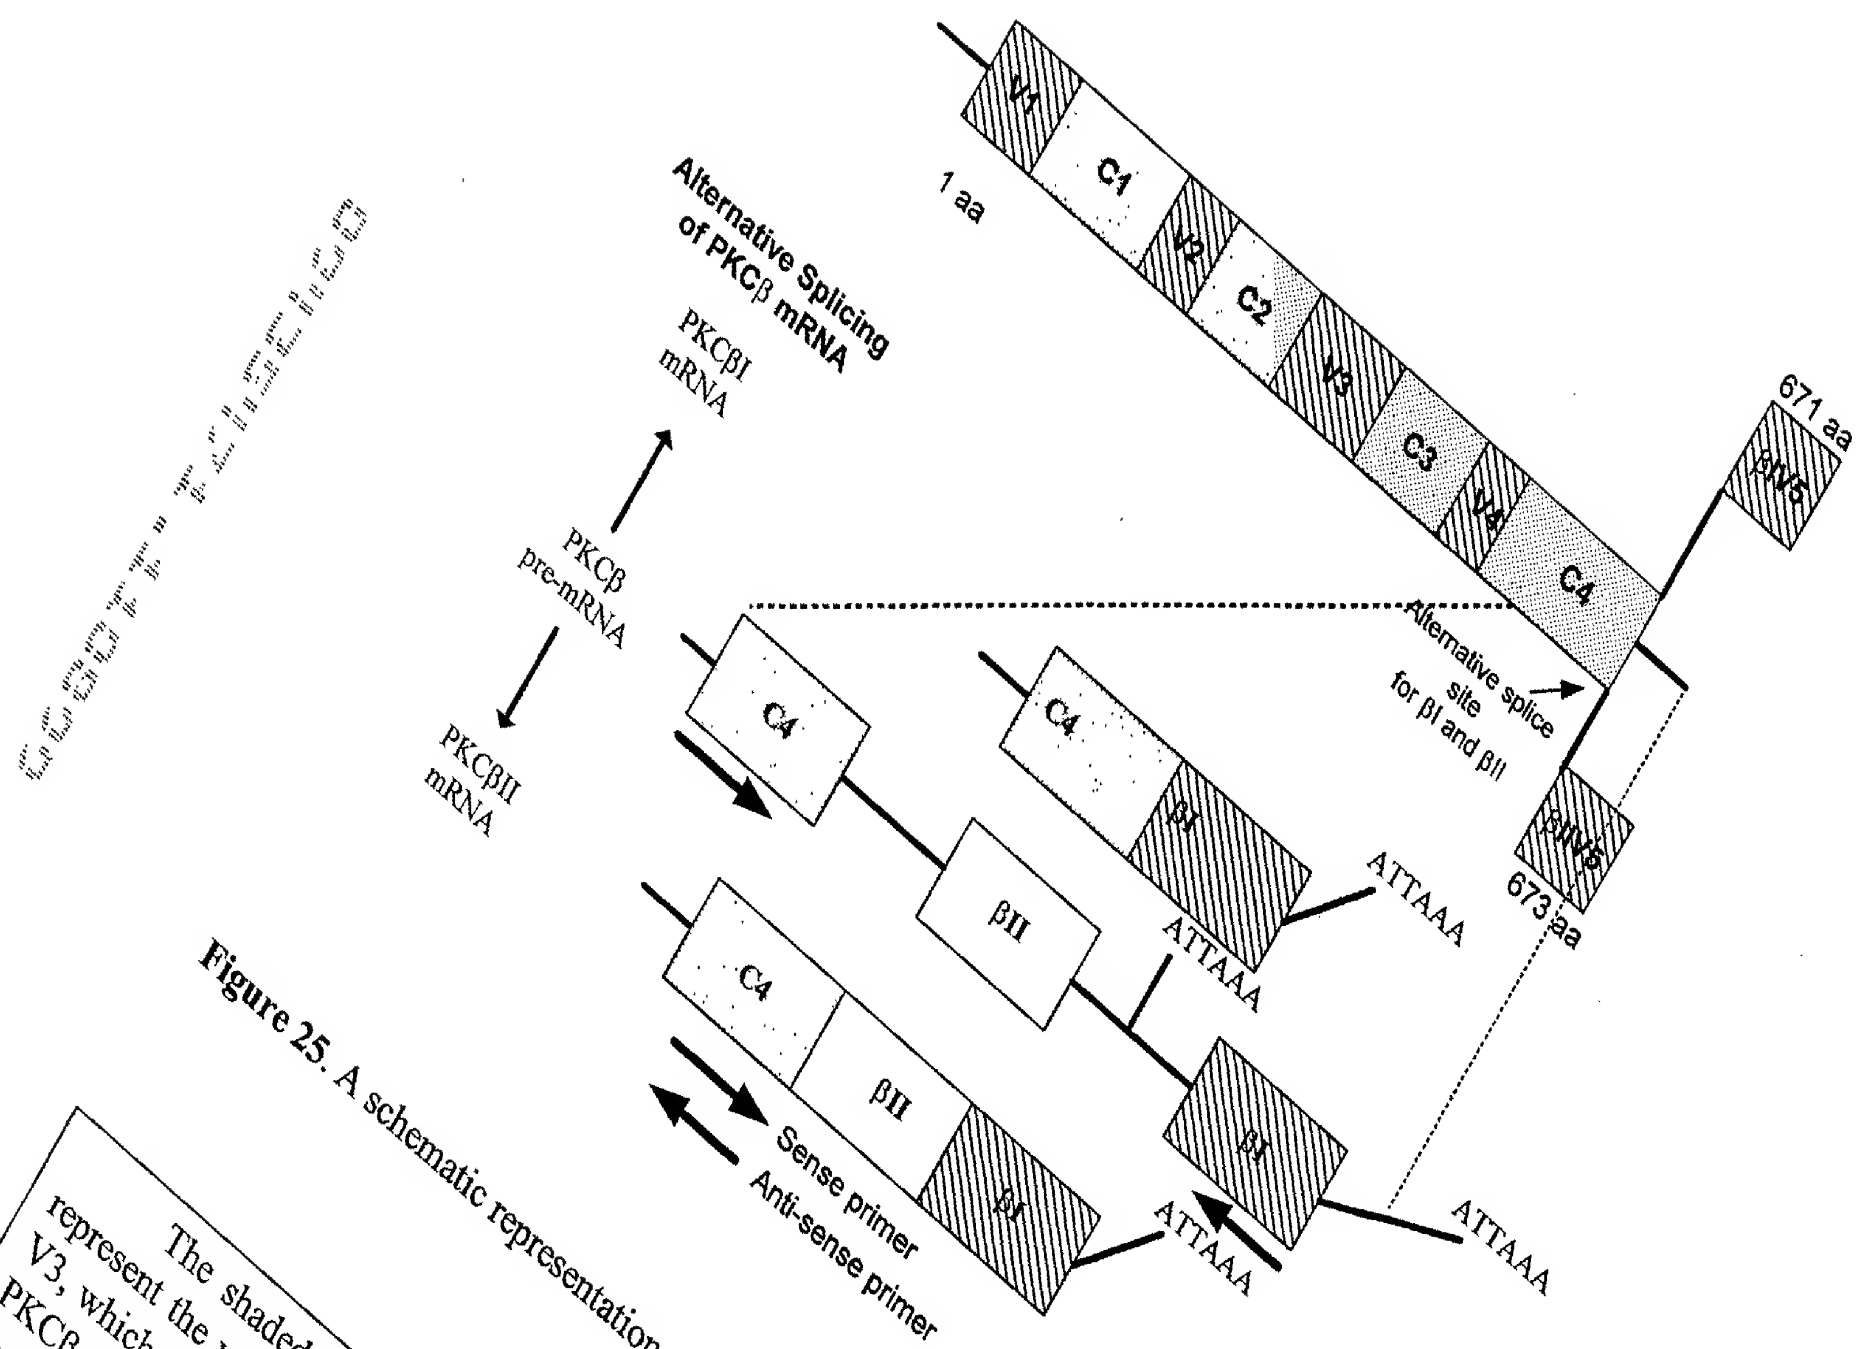 V1
C1
V2
C2
V3
C3
V4
C4
1 aa
671 aa
βIV5
βIIV5
673 aa
Alternative splice
site
for βI and βII
Alternative Splicing
of PKCβ mRNA
PKCβI
mRNA
PKCβ
pre-mRNA
PKCβII
mRNA
C4
βI
ATTAAA
C4
βII
ATTAAA
βI
ATTAAA
C4
βII
βI
ATTAAA
Sense primer
Anti-sense primer
Figure 25. A schematic representation
The shaded
represent the
V3, which
PKCβ